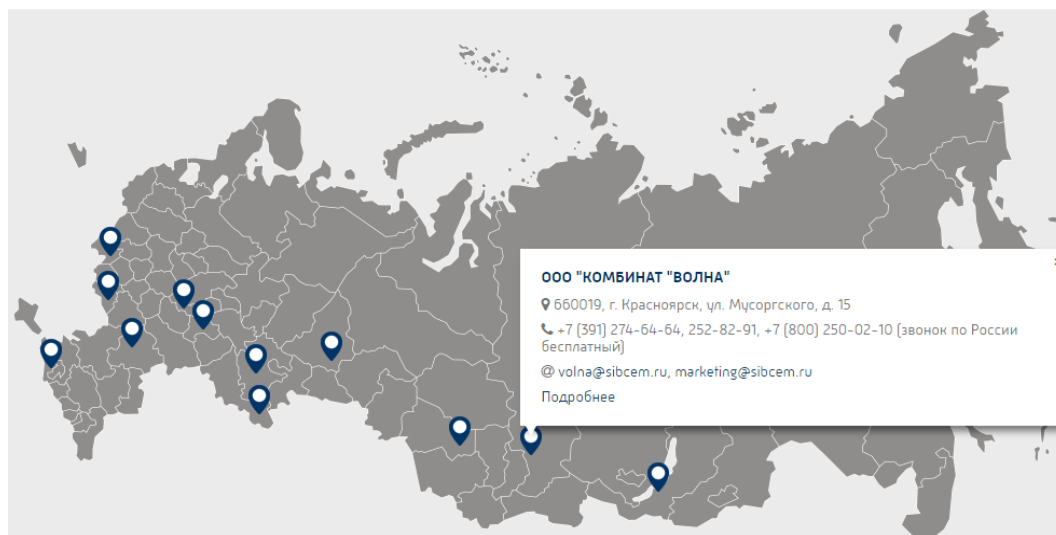 ООО "КОМБИНАТ "ВОЛНА"
660019, г. Красноярск, ул. Мусоргского, д. 15
+7 (391) 274-64-64, 252-82-91, +7 (800) 250-02-10 (звонок по России
бесплатный)
@ volna@sibcem.ru, marketing@sibcem.ru
Подробнее